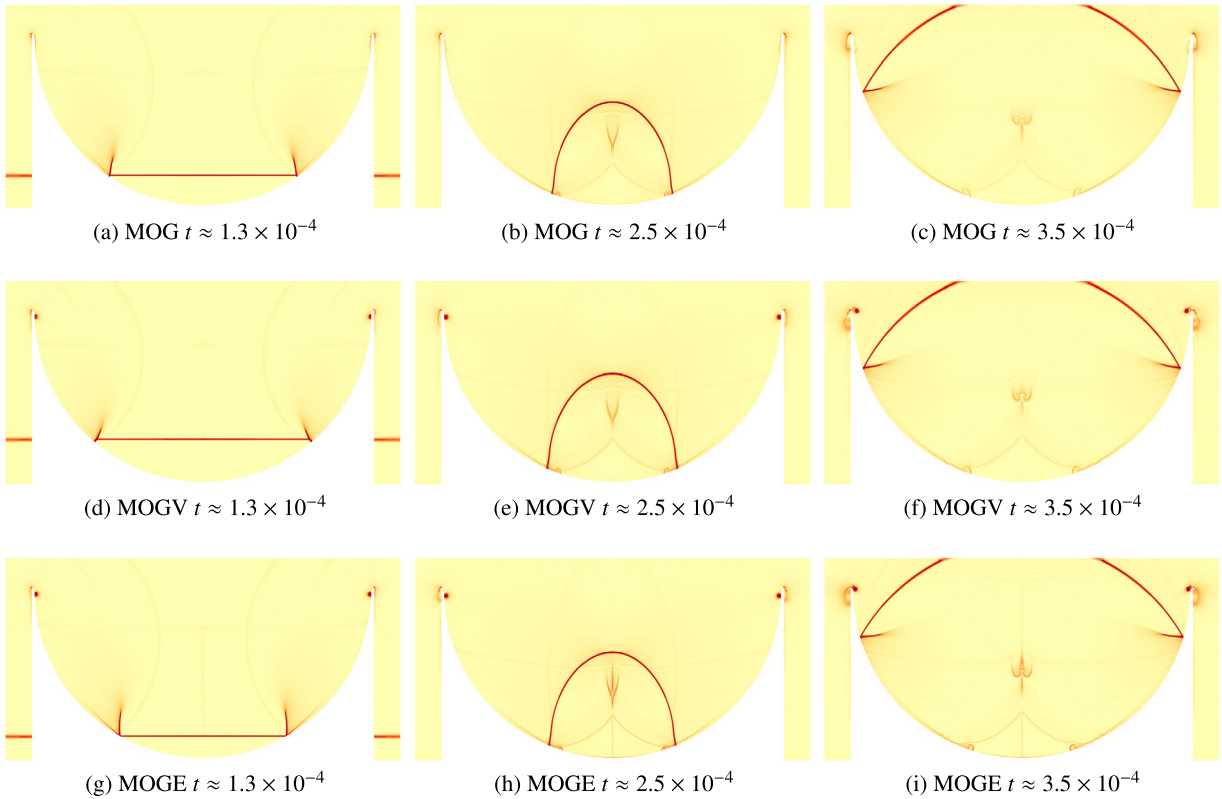 (a) MOG t ≈ 1.3 × 10⁻⁴
(b) MOG t ≈ 2.5 × 10⁻⁴
(c) MOG t ≈ 3.5 × 10⁻⁴
(d) MOGV t ≈ 1.3 × 10⁻⁴
(e) MOGV t ≈ 2.5 × 10⁻⁴
(f) MOGV t ≈ 3.5 × 10⁻⁴
(g) MOGE t ≈ 1.3 × 10⁻⁴
(h) MOGE t ≈ 2.5 × 10⁻⁴
(i) MOGE t ≈ 3.5 × 10⁻⁴